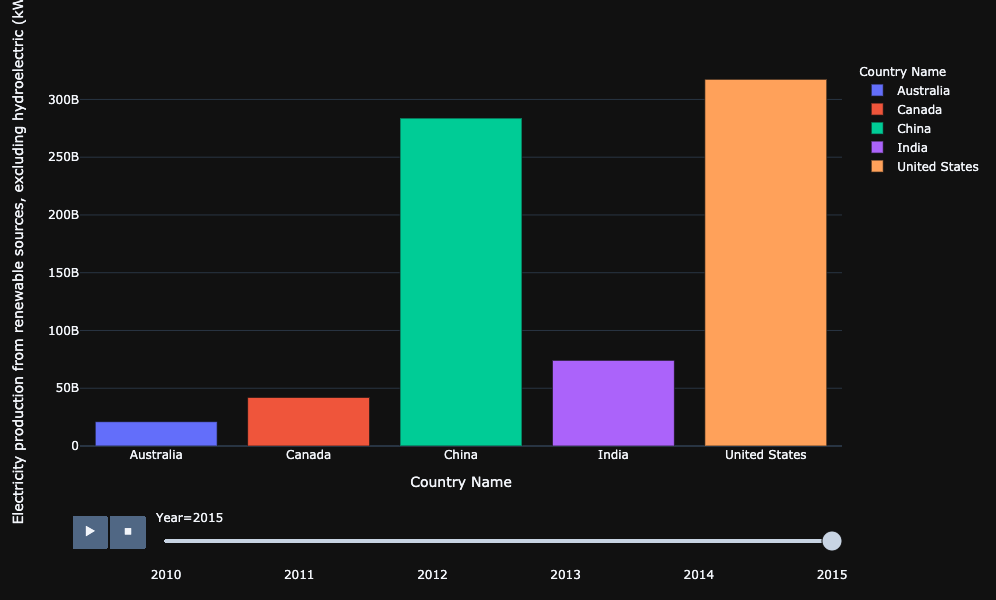 Electricity production from renewable sources, excluding hydroelectric
300B
250B
200B
150B
100B
50B
0
Australia Canada China India United States
Country Name
Country Name
Australia
Canada
China
India
United States
Year=2015
2010 2011 2012 2013 2014 2015